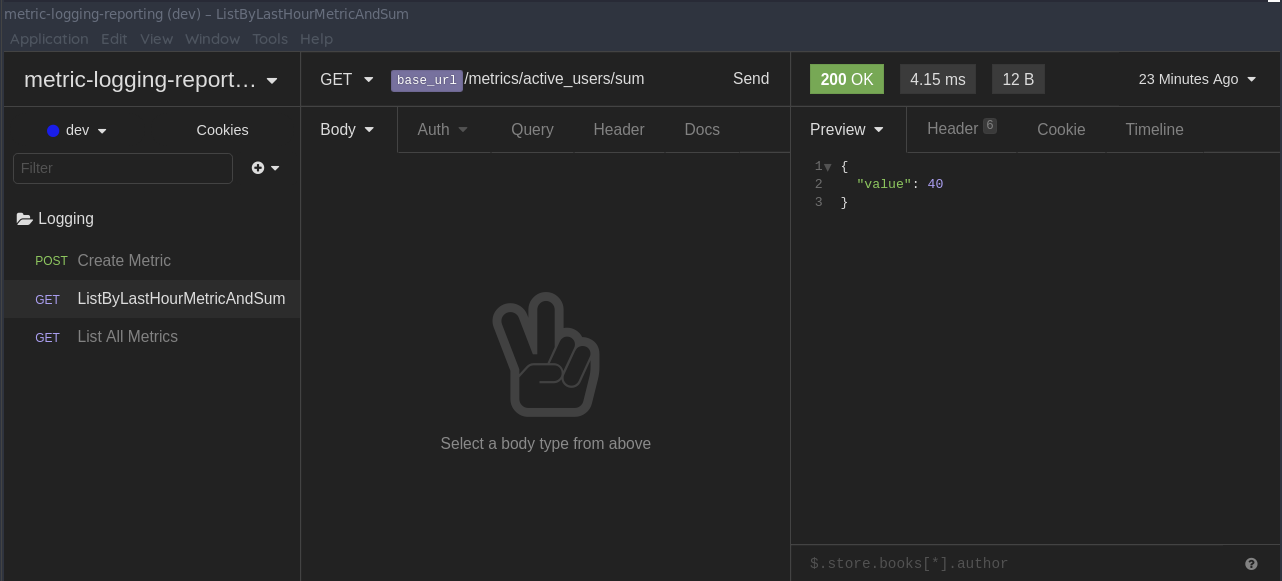 metric-logging-reporting (dev) – ListByLastHourMetricAndSum
Application Edit View Window Tools Help
metric-logging-report...
dev
Cookies
Filter
Logging
POST Create Metric
GET ListByLastHourMetricAndSum
GET List All Metrics
GET base_url/metrics/active_users/sum Send
Body Auth Query Header Docs
Select a body type from above
200 OK 4.15 ms 12 B 23 Minutes Ago
Preview Header 6 Cookie Timeline
1 {
2 "value": 40
3 }
$.store.books[*].author